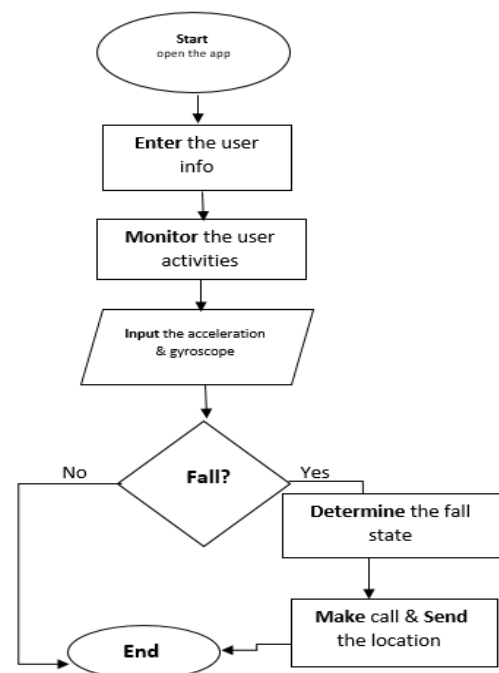 Start
open the app
Enter the user
info
Monitor the user
activities
Input the acceleration
& gyroscope
Fall?
No
Yes
Determine the fall
state
Make call & Send
the location
End